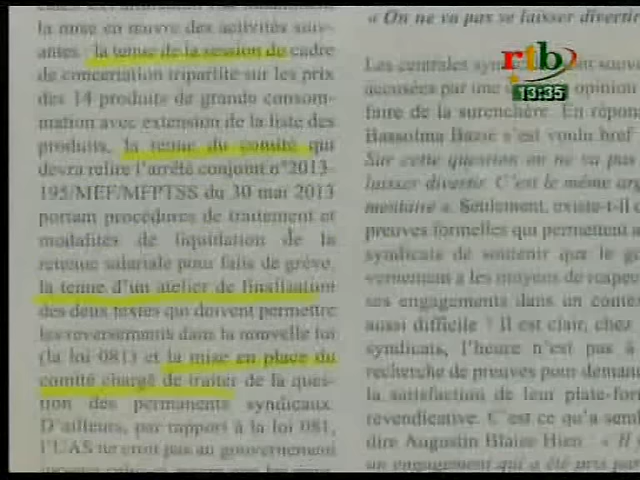 la mise en œuvre des activités suiv-
antes : la tenue de la session du cadre
de concertation tripartite sur les prix
des 14 produits de grande consom-
mation avec extension de la liste des
produits, la tenue du comité qui
devra relire l'arrêté conjoint n°2013-
195/MEF/MFPTSS du 30 mai 2013
portant procédures de traitement et
modalités de liquidation de la
retenue salariale pour faits de grève,
la tenue d'un atelier de finalisation
des deux textes qui doivent permettre
les reversements dans la nouvelle loi
(la loi 081) et la mise en place du
comité chargé de traiter de la ques-
tion des permanents syndicaux.
D'ailleurs, par rapport à la loi 081,
l'UAS ne croit pas au gouvernement
« On ne va pas se laisser divertir
Les centrales souv
accusées par une opinion
faire de la surenchère. En répon
Bassolma Bazié s'est voulu bref
Sur cette question on ne va pas
laisser divertir. C'est le même arg
mentaire ». Seulement, existe-t-il d
preuves formelles qui permettent a
syndicats de soutenir que le go
vernement a les moyens de respec
ses engagements dans un conte
aussi difficile ? Il est clair, chez
syndicats, l'heure n'est pas à
recherche de preuves pour demand
la satisfaction de leur plate-for
revendicative. C'est ce qu'a sem
dire Augustin Blaise Hien : « Il y
un engagement qui a été pris par
rtb
13:35